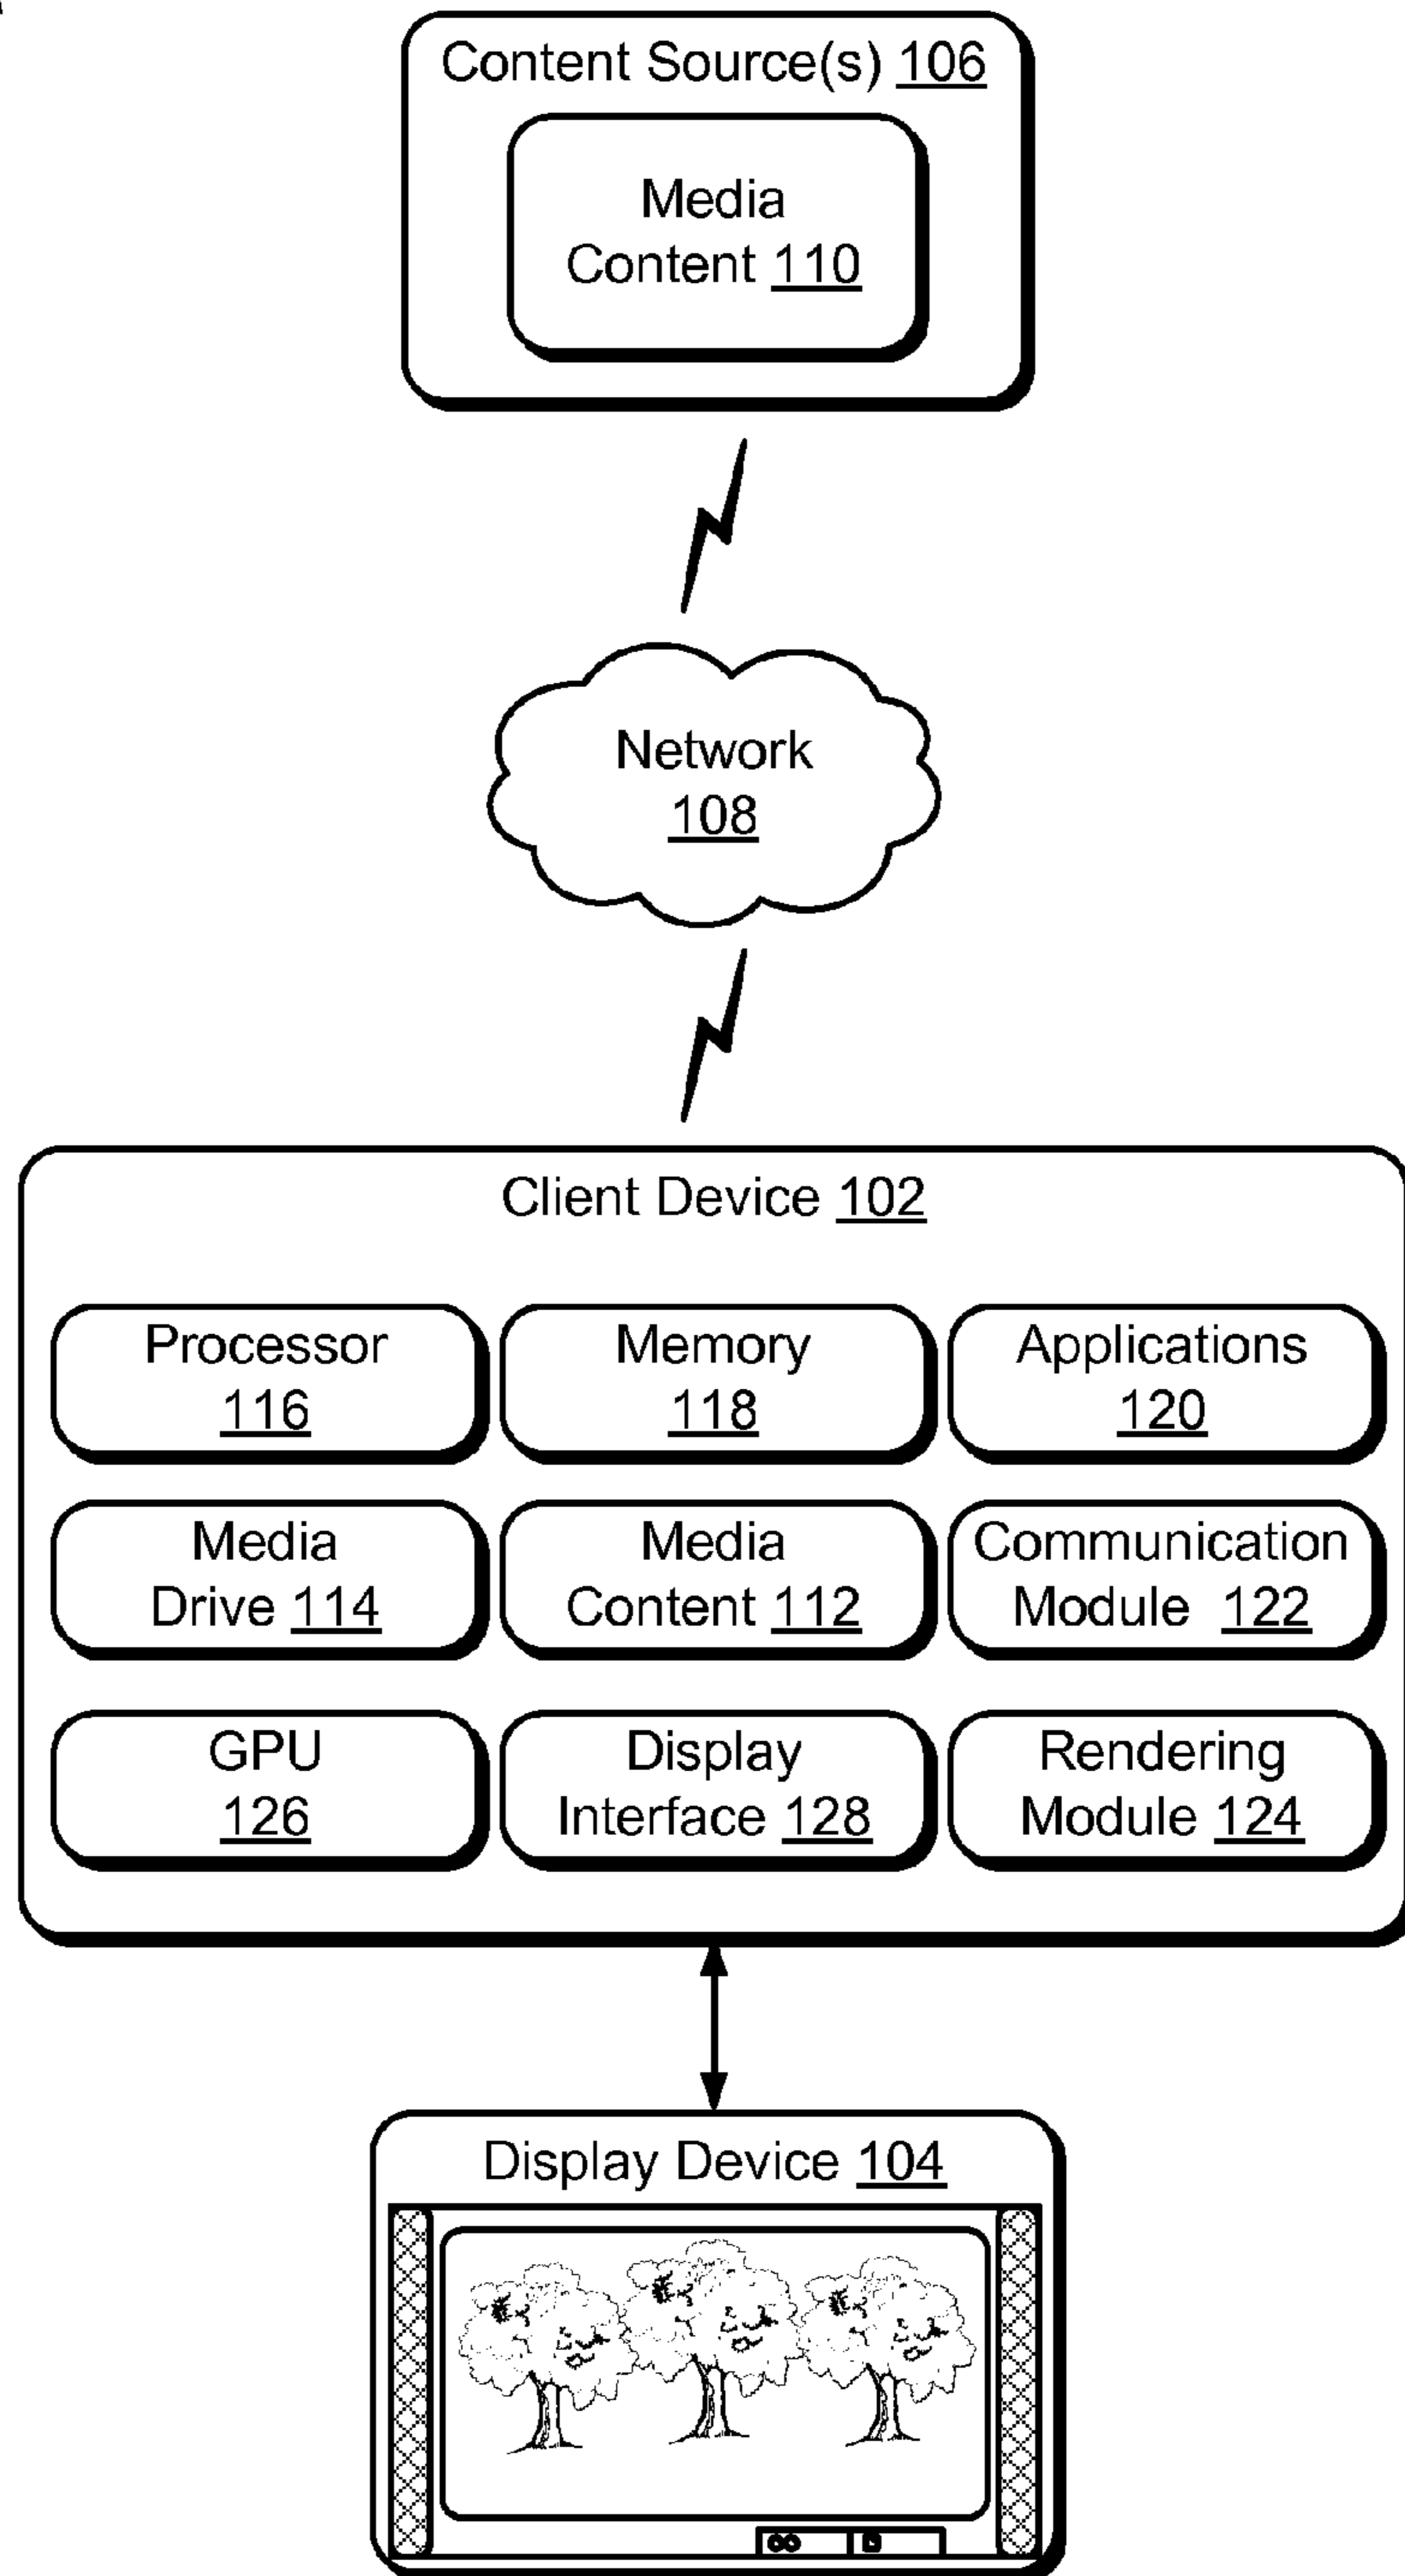 Content Source(s) 106
Media
Content 110
Network
108
Client Device 102
Processor
116
Memory
118
Applications
120
Media
Drive 114
Media
Content 112
Communication
Module 122
GPU
126
Display
Interface 128
Rendering
Module 124
Display Device 104